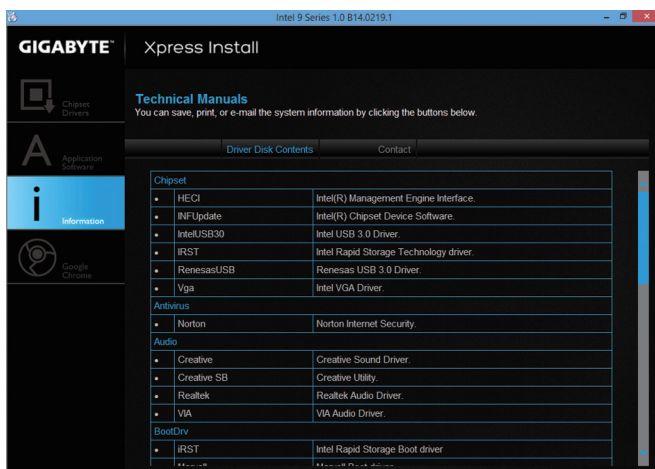 Intel 9 Series 1.0 B14.0219.1
GIGABYTE™
Xpress Install
Chipset
Drivers
Application
Software
Information
Google
Chrome
Technical Manuals
You can save, print, or e-mail the system information by clicking the buttons below.
Driver Disk Contents Contact
Chipset
• HECI Intel(R) Management Engine Interface.
• INFUpdate Intel(R) Chipset Device Software.
• IntelUSB30 Intel USB 3.0 Driver.
• IRST Intel Rapid Storage Technology driver.
• RenesasUSB Renesas USB 3.0 Driver.
• Vga Intel VGA Driver.
Antivirus
• Norton Norton Internet Security.
Audio
• Creative Creative Sound Driver.
• Creative SB Creative Utility.
• Realtek Realtek Audio Driver.
• VIA VIA Audio Driver.
BootDrv
• iRST Intel Rapid Storage Boot driver